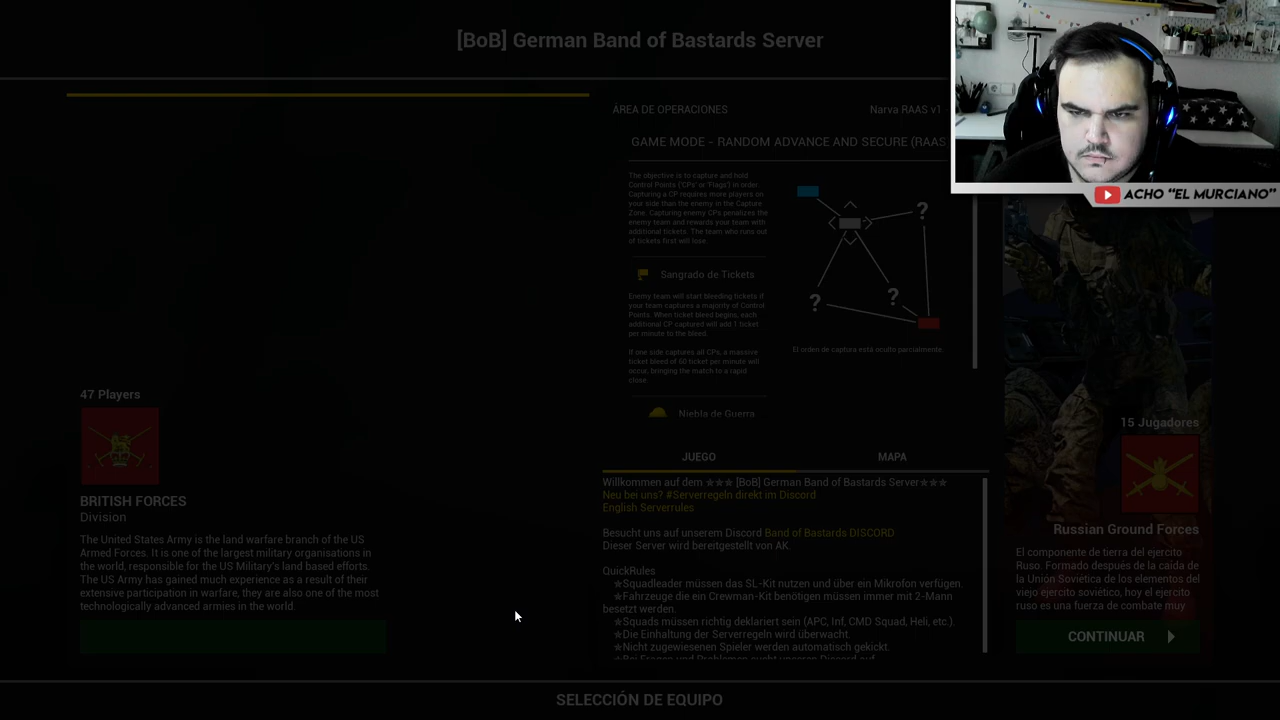 [BoB] German Band of Bastards Server
ACHO "EL MURCIANO"
47 Players
BRITISH FORCES
Division
The United States Army is the land warfare branch of the US
Armed Forces. It is one of the largest military organisations in
the world, responsible for the US Military's land based efforts.
The US Army has gained much experience as a result of their
extensive participation in warfare, they are also one of the most
technologically advanced armies in the world.
ÁREA DE OPERACIONES
Narva RAAS v1
GAME MODE - RANDOM ADVANCE AND SECURE (RAAS
The objective is to capture and hold
Control Points ('CPs' or 'Flags') in order.
Capturing a CP requires more players on
your side than the enemy in the Capture
Zone. Capturing enemy CPs penalizes the
enemy team and rewards your team with
additional tickets. The team who runs out
of tickets first will lose.
Sangrado de Tickets
Enemy team will start bleeding tickets if
your team captures a majority of Control
Points. When ticket bleed begins, each
additional CP captured will add 1 ticket
per minute to the bleed.
If one side captures all CPs, a massive
ticket bleed of 60 ticket per minute will
occur, bringing the match to a rapid
close.
Niebla de Guerra
?
?
?
El orden de captura está oculto parcialmente.
JUEGO
MAPA
Willkommen auf dem ★★★ [BoB] German Band of Bastards Server★★★
Neu bei uns? #Serverregeln direkt im Discord
English Serverrules
Besucht uns auf unserem Discord Band of Bastards DISCORD
Dieser Server wird bereitgestellt von AK.
QuickRules
★Squadleader müssen das SL-Kit nutzen und über ein Mikrofon verfügen.
★Fahrzeuge die ein Crewman-Kit benötigen müssen immer mit 2-Mann
besetzt werden.
★Squads müssen richtig deklariert sein (APC, Inf, CMD Squad, Heli, etc.).
★Die Einhaltung der Serverregeln wird überwacht.
★Nicht zugewiesenen Spieler werden automatisch gekickt.
★Bei Fragen und Problemen sucht unseren Discord auf
15 Jugadores
Russian Ground Forces
El componente de tierra del ejercito
Ruso. Formado después de la caída de
la Unión Soviética de los elementos del
viejo ejército soviético, hoy el ejercito
ruso es una fuerza de combate muy
CONTINUAR
SELECCIÓN DE EQUIPO